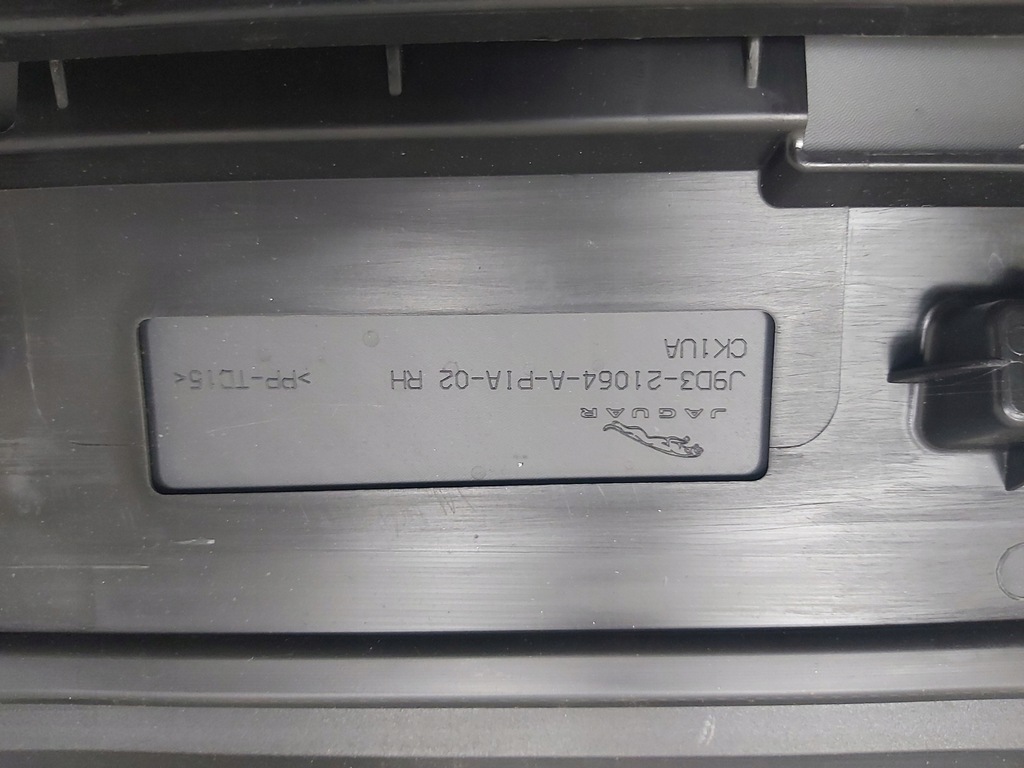 JAGUAR
J9D3-21064-A-PIA-02 RH >PP-TD15<
CK1UA